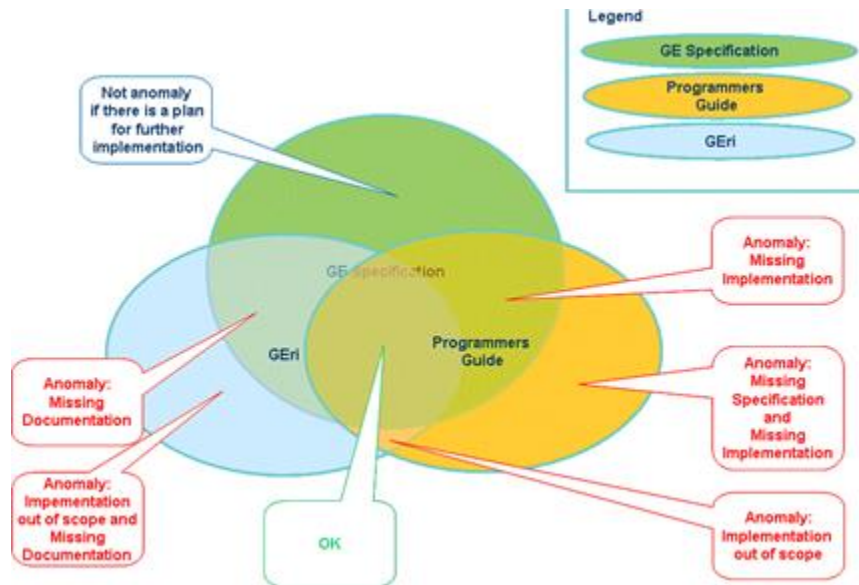 Legend
GE Specification
Programmers
Guide
GEri
Not anomaly
if there is a plan
for further
implementation
Anomaly:
Missing
Implementation
GE Specification
GEri
Programmers
Guide
Anomaly:
Missing
Documentation
Anomaly:
Missing
Specification
and
Missing
Implementation
Anomaly:
Impementation
out of scope and
Missing
Documentation
OK
Anomaly:
Implementation
out of scope